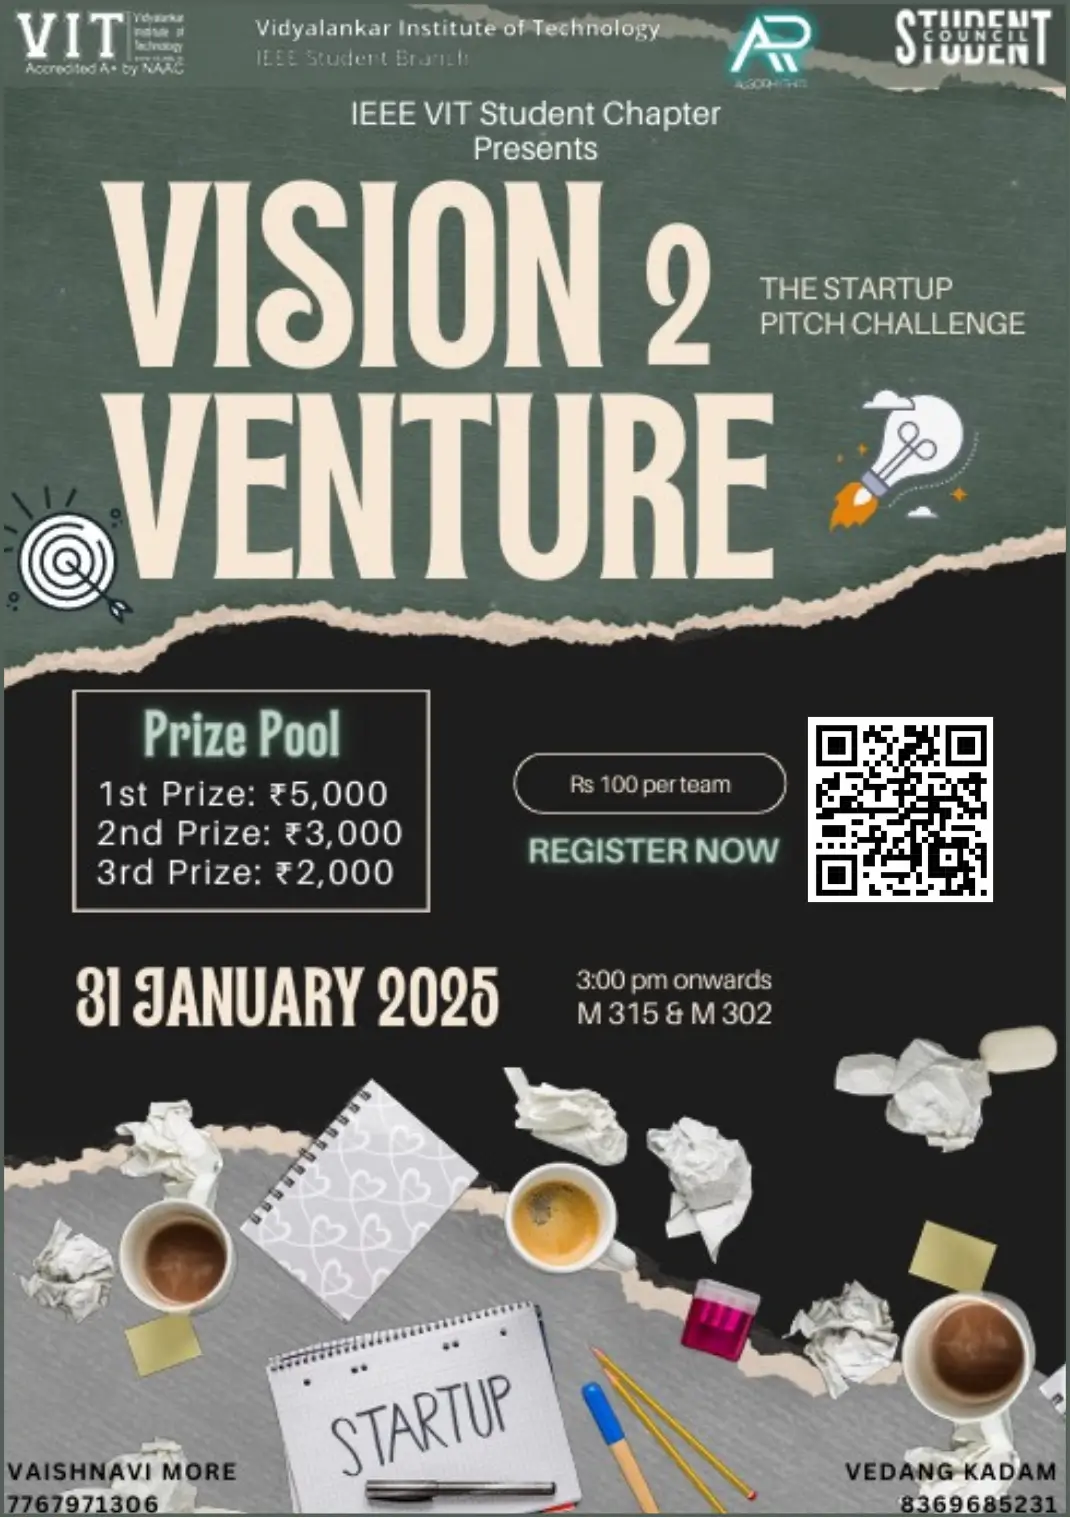 VIT
Vidyalankar
Institute of
Technology
Accredited A+ by NAAC
Vidyalankar Institute of Technology
IEEE Student Branch
STUDENT
COUNCIL
STUDENT
IEEE VIT Student Chapter
Presents
VISION 2
VENTURE
THE STARTUP
PITCH CHALLENGE
Prize Pool
1st Prize: ₹5,000
2nd Prize: ₹3,000
3rd Prize: ₹2,000
Rs 100 per team
REGISTER NOW
31 JANUARY 2025
3:00 pm onwards
M 315 & M 302
STARTUP
VAISHNAVI MORE
7767971306
VEDANG KADAM
8369685231